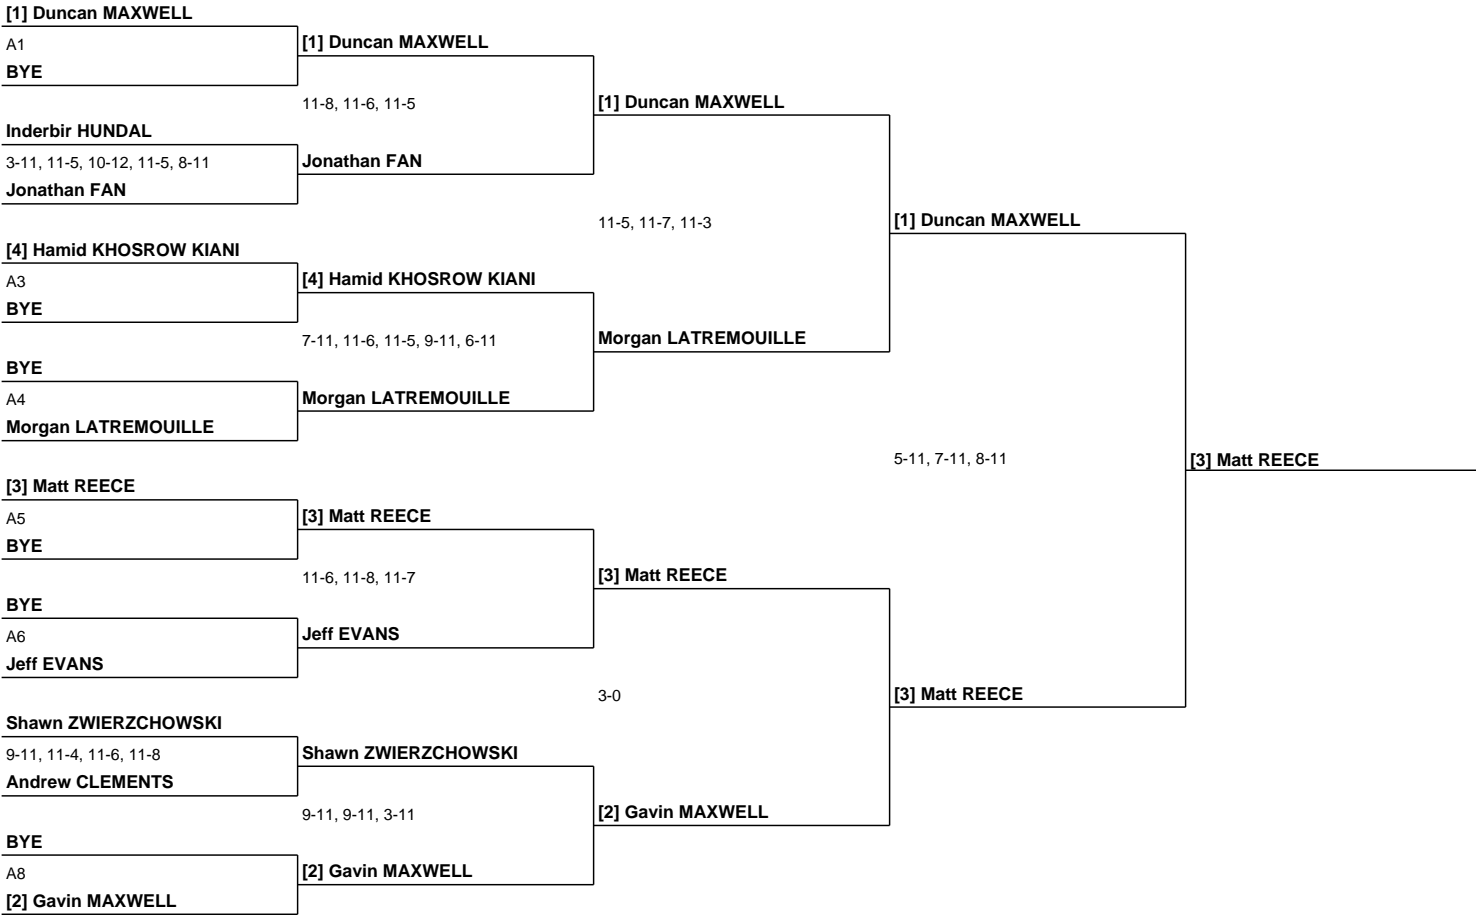 [1] Duncan MAXWELL
A1
BYE
[1] Duncan MAXWELL
11-8, 11-6, 11-5
Inderbir HUNDAL
3-11, 11-5, 10-12, 11-5, 8-11
Jonathan FAN
Jonathan FAN
[1] Duncan MAXWELL
11-5, 11-7, 11-3
[4] Hamid KHOSROW KIANI
A3
BYE
[4] Hamid KHOSROW KIANI
7-11, 11-6, 11-5, 9-11, 6-11
BYE
A4
Morgan LATREMOUILLE
Morgan LATREMOUILLE
Morgan LATREMOUILLE
[1] Duncan MAXWELL
5-11, 7-11, 8-11
[3] Matt REECE
[3] Matt REECE
A5
BYE
[3] Matt REECE
11-6, 11-8, 11-7
BYE
A6
Jeff EVANS
Jeff EVANS
[3] Matt REECE
3-0
[3] Matt REECE
Shawn ZWIERZCHOWSKI
9-11, 11-4, 11-6, 11-8
Andrew CLEMENTS
Shawn ZWIERZCHOWSKI
9-11, 9-11, 3-11
[2] Gavin MAXWELL
BYE
A8
[2] Gavin MAXWELL
[2] Gavin MAXWELL